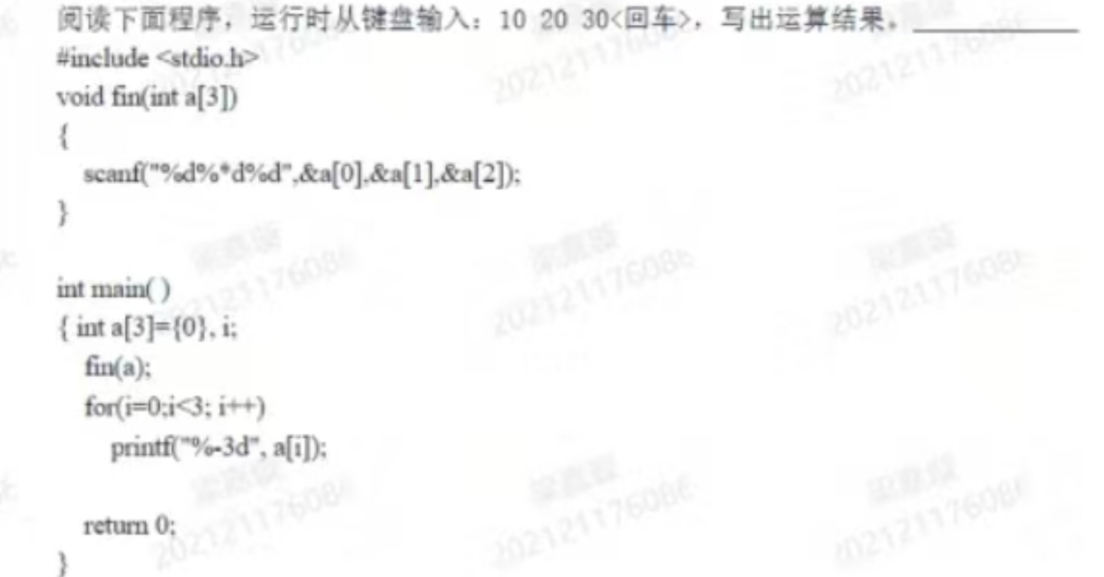 阅读下面程序，运行时从键盘输入：10 20 30<回车>，写出运算结果。
#include <stdio.h>
void fin(int a[3])
{
scanf("%d%*d%d",&a[0],&a[1],&a[2]);
}
int main( )
{ int a[3]={0}, i;
fin(a);
for(i=0;i<3; i++)
printf("%-3d", a[i]);
return 0;
}